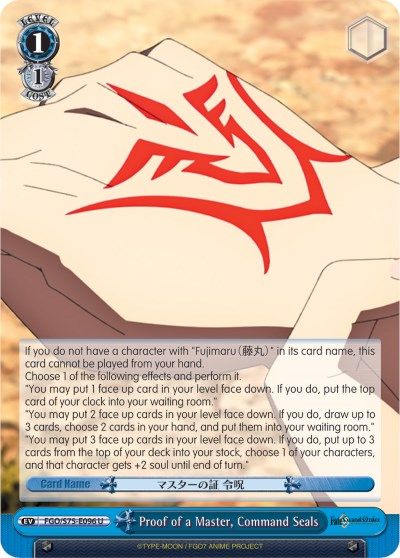 LEVEL
1
1
COST
If you do not have a character with "Fujimaru（藤丸）" in its card name, this
card cannot be played from your hand.
Choose 1 of the following effects and perform it.
"You may put 1 face up card in your level face down. If you do, put the top
card of your clock into your waiting room."
"You may put 2 face up cards in your level face down. If you do, draw up to
3 cards, choose 2 cards in your hand, and put them into your waiting room."
"You may put 3 face up cards in your level face down. If you do, put up to 3
cards from the top of your deck into your stock, choose 1 of your characters,
and that character gets +2 soul until end of turn."
Card Name マスターの証 令呪
EV FGO/S75-E096 U Proof of a Master, Command Seals Fate/Grand Order
©TYPE-MOON / FGO7 ANIME PROJECT